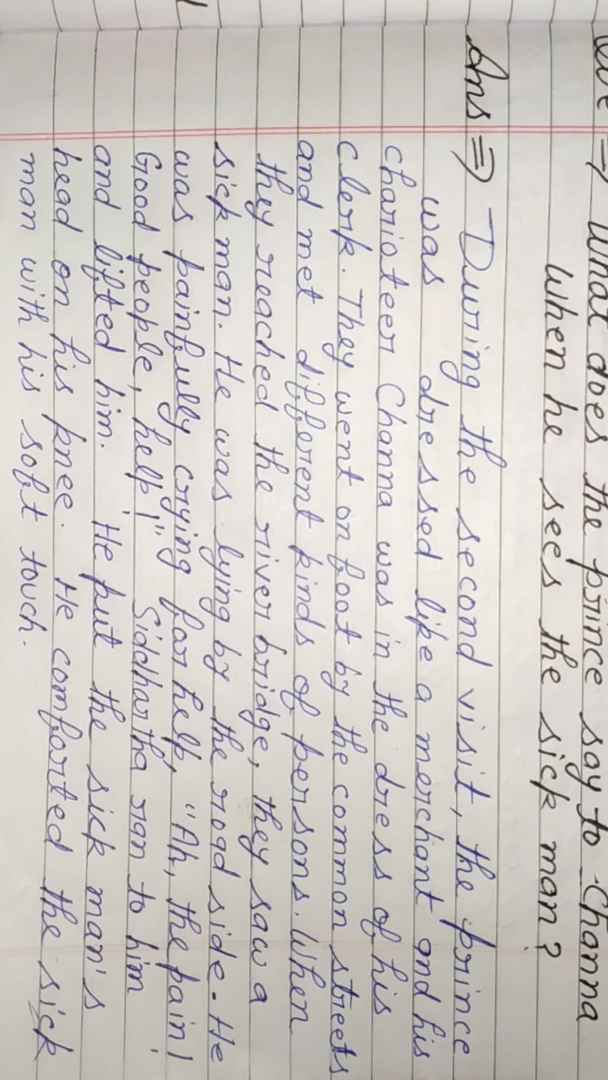 What does the prince say to Channa
when he sees the sick man?
Ans ⇒ During the second visit, the prince
was dressed like a merchant and his
charioteer Channa was in the dress of his
clerk. They went on foot by the common streets
and met different kinds of persons. When
they reached the river bridge, they saw a
sick man. He was lying by the road side. He
was painfully crying for help, "Ah, the pain!
Good people, help!" Siddhartha ran to him
and lifted him. He put the sick man's
head on his knee. He comforted the sick
man with his soft touch.